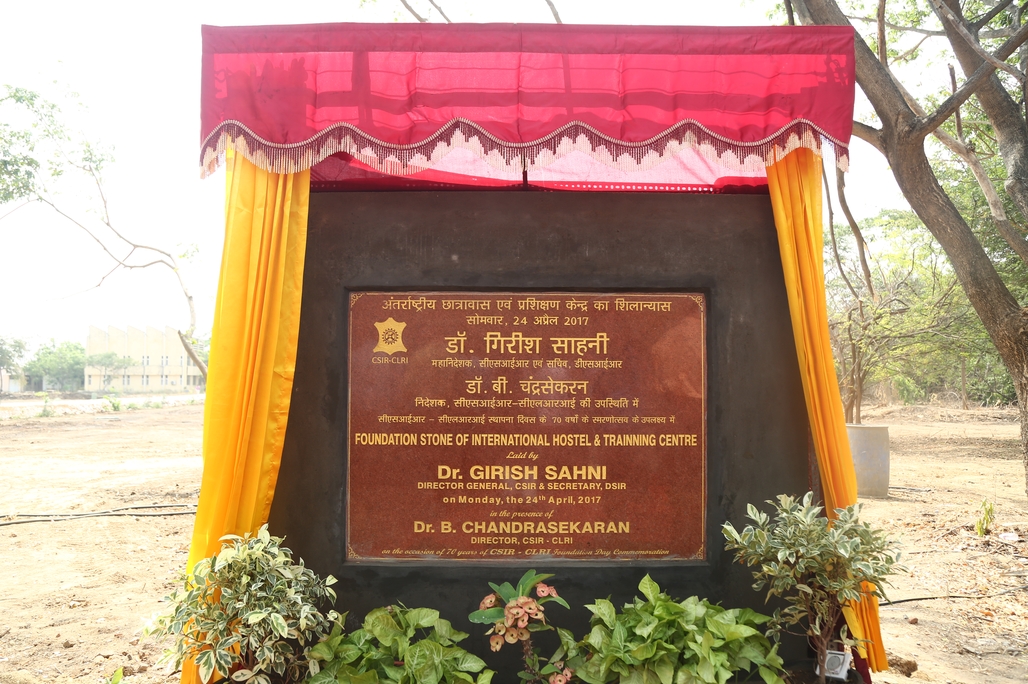 अंतर्राष्ट्रीय छात्रावास एवं प्रशिक्षण केन्द्र का शिलान्यास
सोमवार, 24 अप्रैल 2017
CSIR-CLRI
डॉ. गिरीश साहनी
महानिदेशक, सीएसआईआर एवं सचिव, डीएसआईआर
डॉ. बी. चंद्रसेकरन
निदेशक, सीएसआईआर-सीएलआरआई की उपस्थिति में
सीएसआईआर - सीएलआरआई स्थापना दिवस के 70 वर्षों के स्मरणोत्सव के उपलक्ष्य में
FOUNDATION STONE OF INTERNATIONAL HOSTEL & TRAINNING CENTRE
Laid by
Dr. GIRISH SAHNI
DIRECTOR GENERAL, CSIR & SECRETARY, DSIR
on Monday, the 24th April, 2017
in the presence of
Dr. B. CHANDRASEKARAN
DIRECTOR, CSIR - CLRI
on the occasion of 70 years of CSIR - CLRI Foundation Day Commemoration